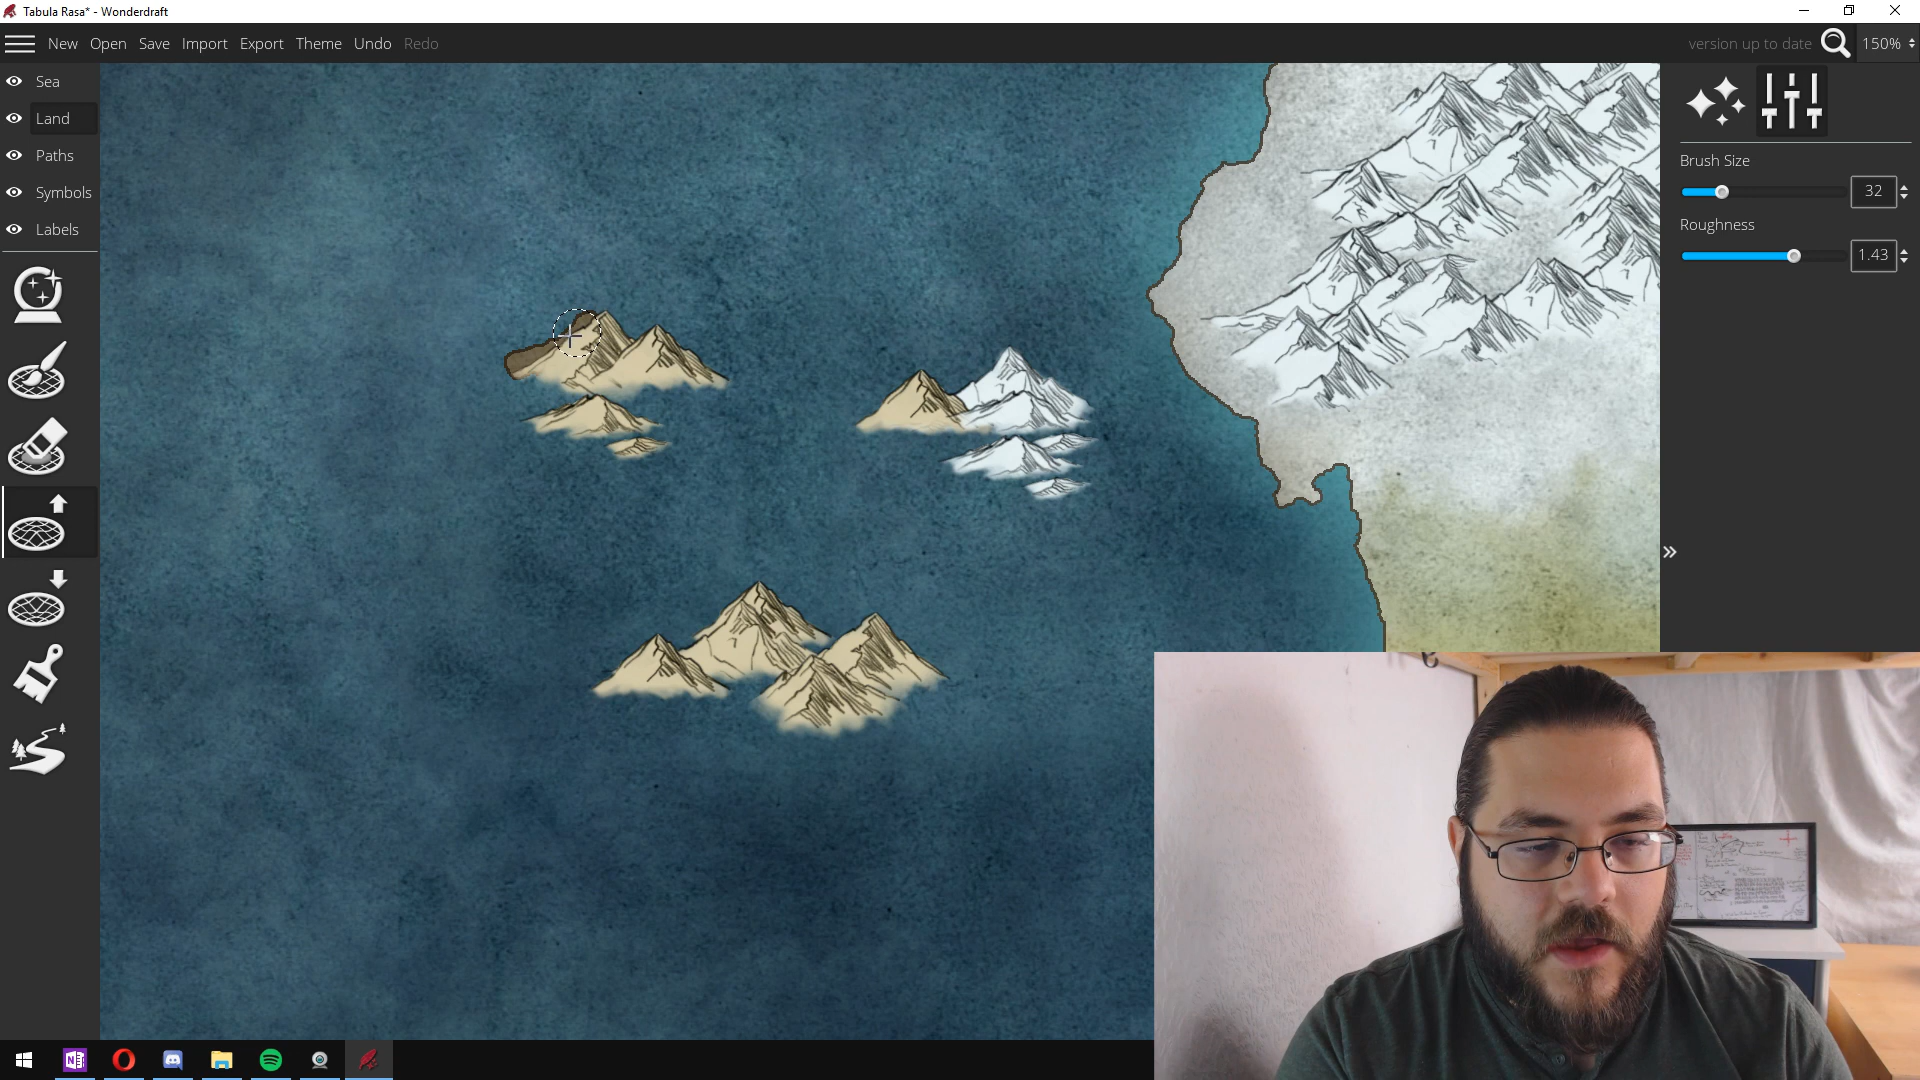 Tabula Rasa* - Wonderdraft
New Open Save Import Export Theme Undo Redo
version up to date
150%
Sea
Land
Paths
Symbols
Labels
Brush Size
32
Roughness
1.43